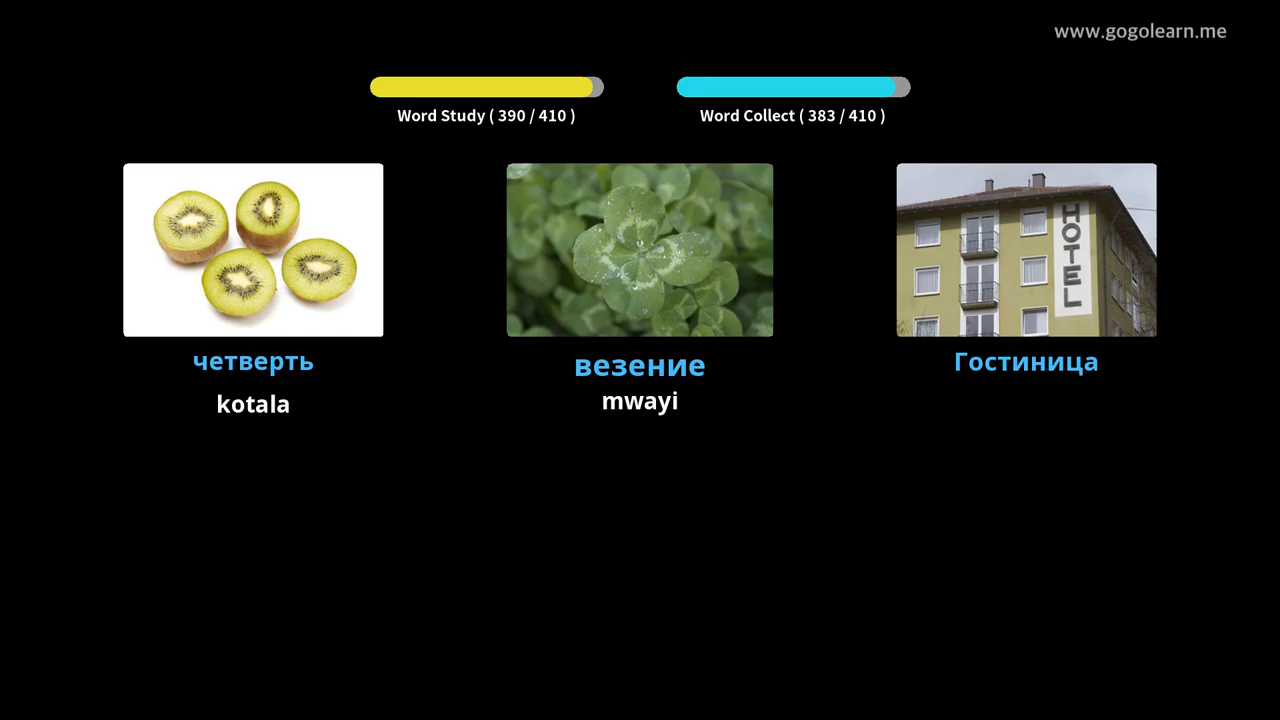 www.gogolearn.me
Word Study ( 390 / 410 )
Word Collect ( 383 / 410 )
HOTEL
четверть
везение
Гостиница
kotala
mwayi